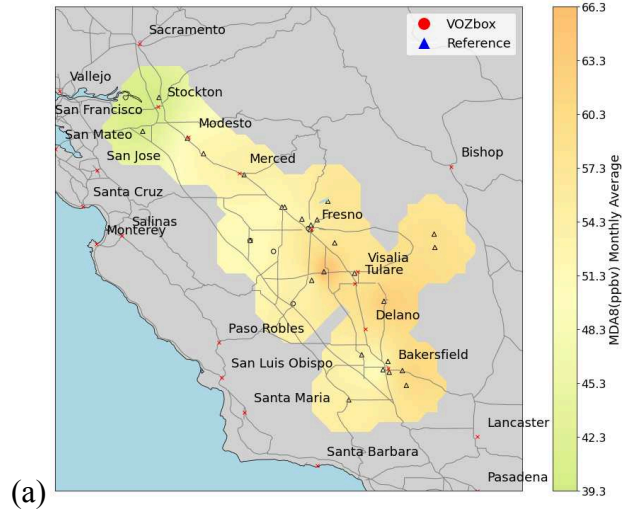 VOZbox
Reference
Sacramento
Vallejo
Stockton
San Francisco
Modesto
San Mateo
San Jose
Merced
Bishop
Santa Cruz
Fresno
Salinas
Monterey
Visalia
Tulare
Delano
Paso Robles
Bakersfield
San Luis Obispo
Santa Maria
Lancaster
Santa Barbara
Pasadena
(a)
66.3
63.3
60.3
57.3
54.3
51.3
48.3
45.3
42.3
39.3
MDA8(ppbv) Monthly Average